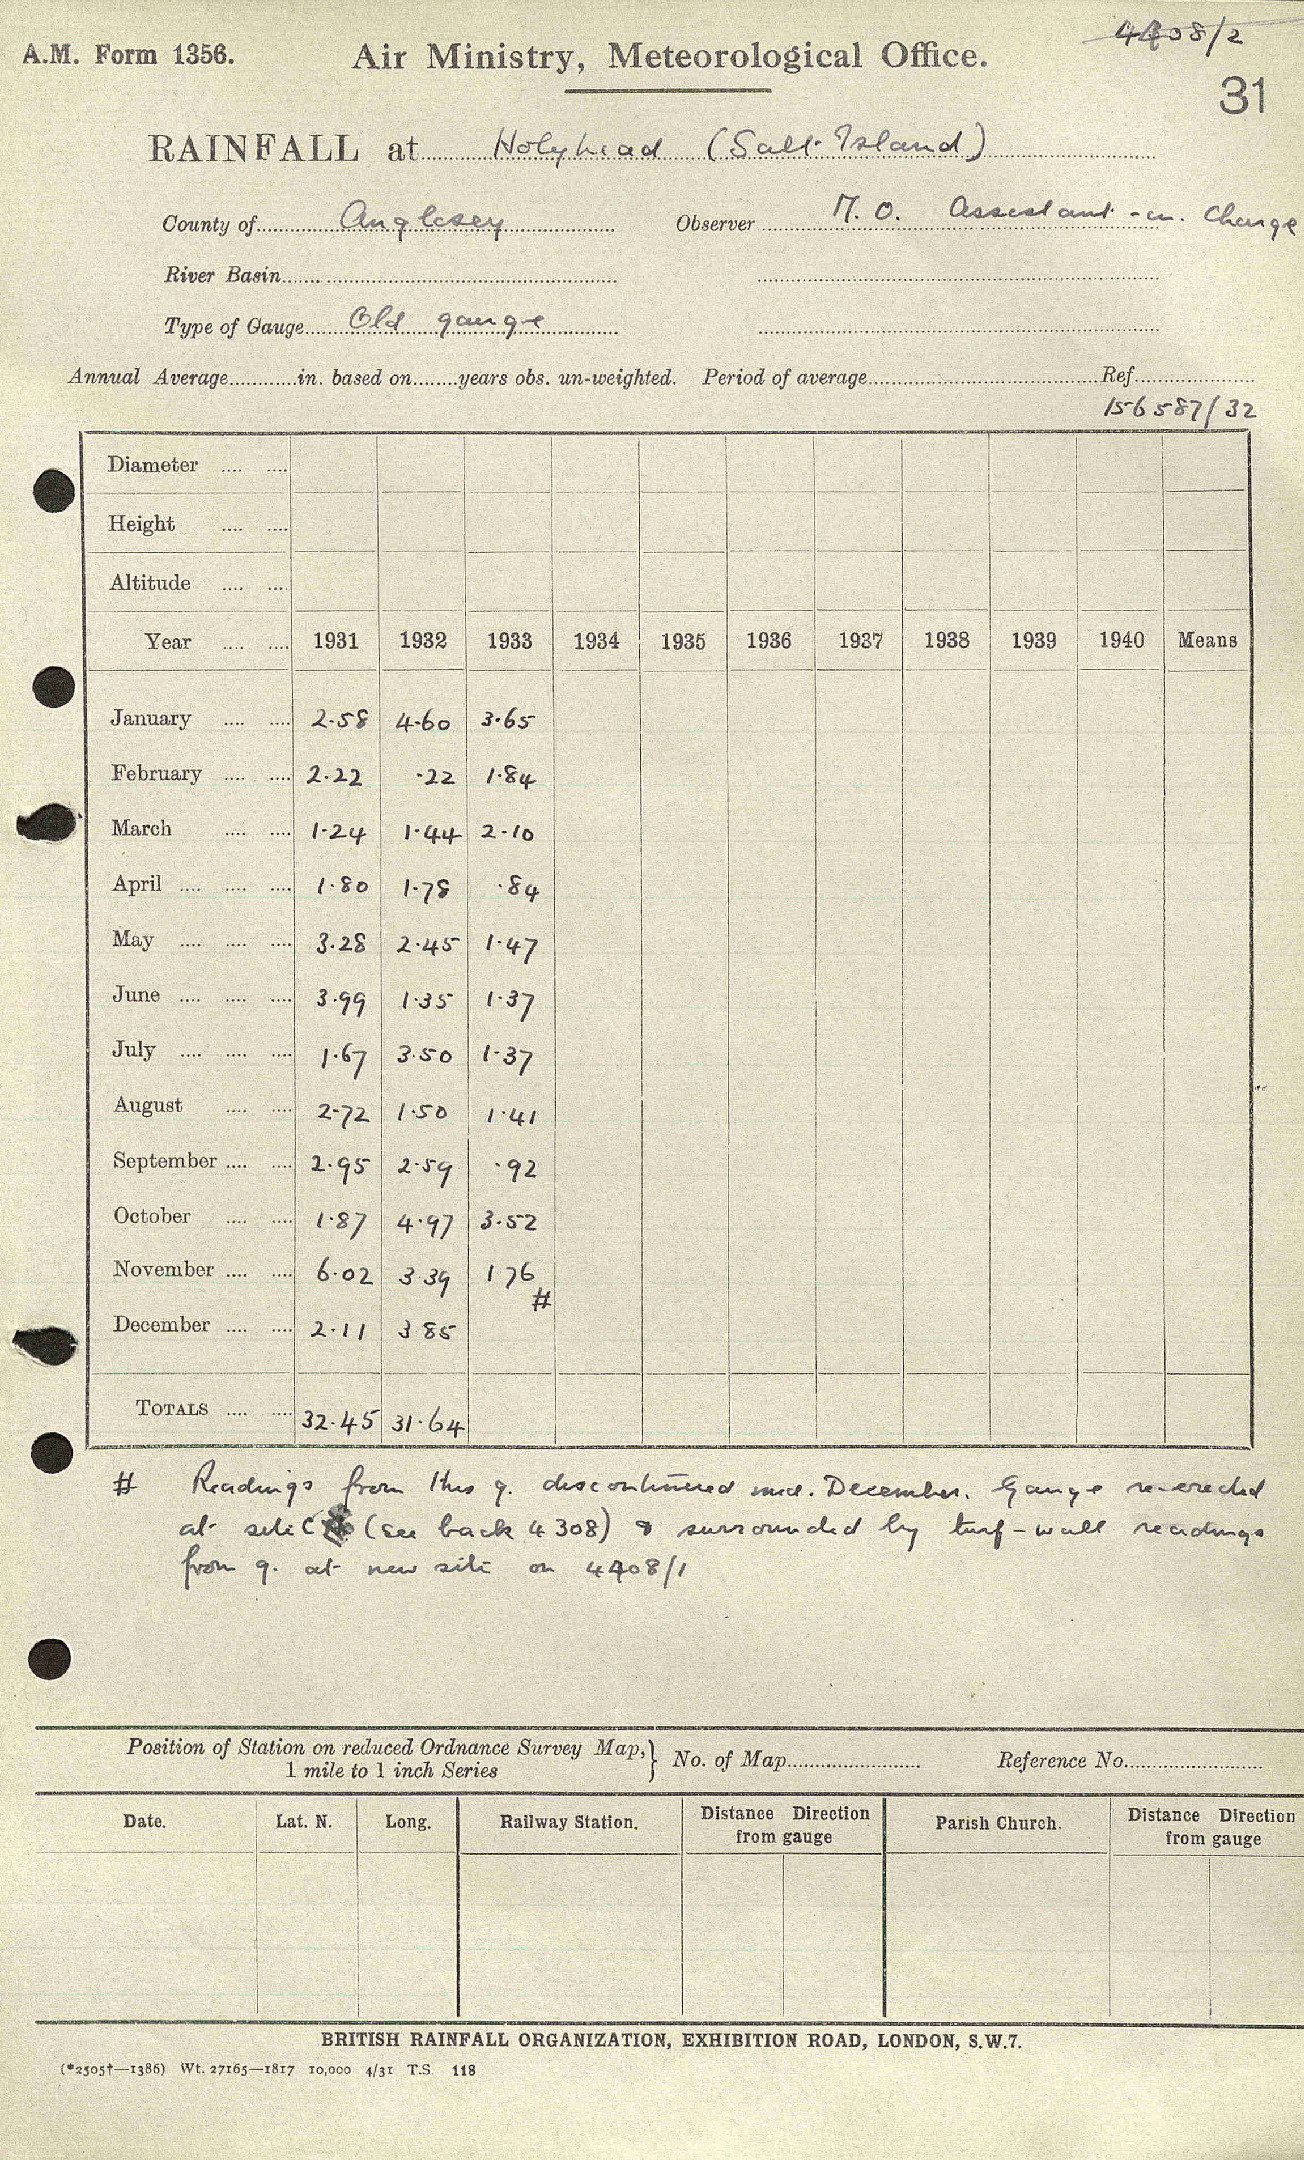 4408/2
A.M. Form 1356.
Air Ministry, Meteorological Office.
31
RAINFALL at Holyhead (Salt Island)
County of Anglesey Observer M.O. Assistant-in-Charge
River Basin
Type of Gauge Old gauge
Annual Average in. based on years obs. un-weighted. Period of average Ref.
156587/32
Diameter
Height
Altitude
Year 1931 1932 1933 1934 1935 1936 1937 1938 1939 1940 Means
January 2.58 4.60 3.65
February 2.22 .22 1.84
March 1.24 1.44 2.10
April 1.80 1.78 .84
May 3.28 2.45 1.47
June 3.99 1.35 1.37
July 1.67 3.50 1.37
August 2.72 1.50 1.41
September 2.95 2.59 .92
October 1.87 4.97 3.52
November 6.02 3 39 1 76
#
December 2.11 3 85
TOTALS 32.45 31.64
# Readings from this g. discontinued mid. December. Gauge re-erected
at site C (see back 4308) & surrounded by turf-wall readings
from g. at new site on 4408/1
Position of Station on reduced Ordnance Survey Map, } No. of Map Reference No.
1 mile to 1 inch Series
Date. Lat. N. Long. Railway Station. Distance Direction Parish Church. Distance Direction
from gauge from gauge
BRITISH RAINFALL ORGANIZATION, EXHIBITION ROAD, LONDON, S.W.7.
(*2505†—1386) Wt. 27165—1817 10,000 4/31 T.S. 118